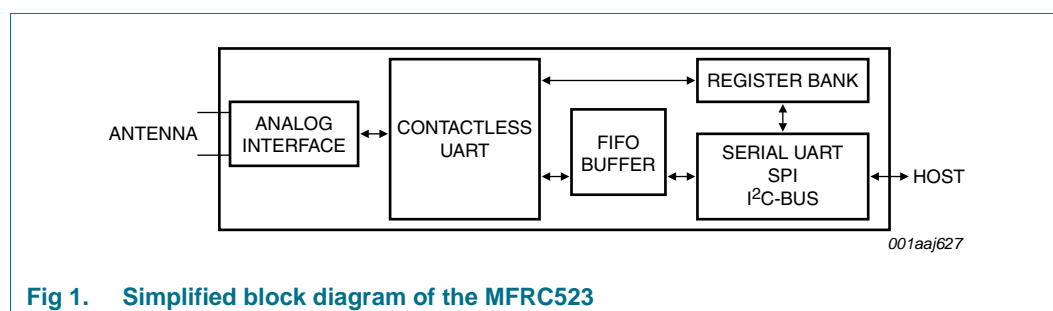 ANTENNA
ANALOG
INTERFACE
CONTACTLESS
UART
FIFO
BUFFER
REGISTER BANK
SERIAL UART
SPI
I²C-BUS
HOST
001aaj627
Fig 1. Simplified block diagram of the MFRC523